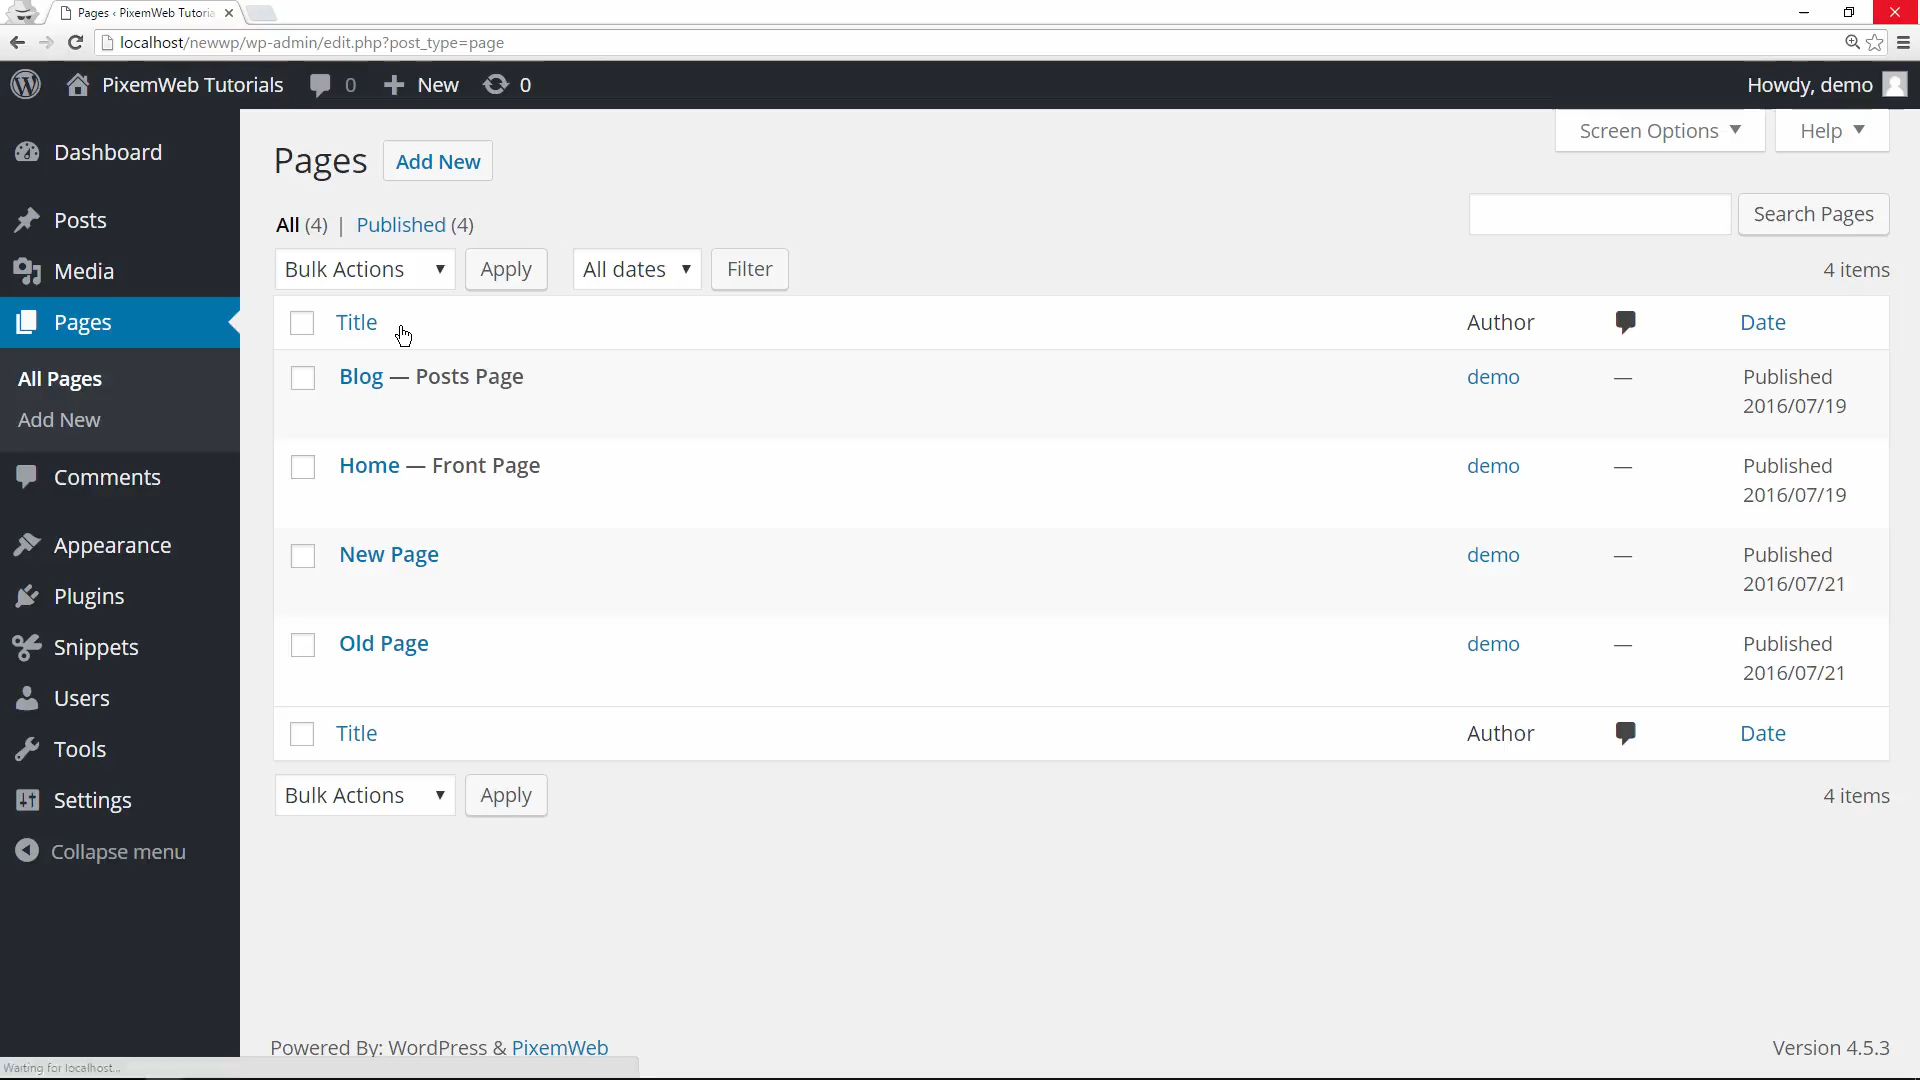 Pages ‹ PixemWeb Tutoria
localhost/newwp/wp-admin/edit.php?post_type=page
PixemWeb Tutorials 0 New 0 Howdy, demo
Screen Options ▼ Help ▼
Dashboard
Posts
Media
Pages
All Pages
Add New
Comments
Appearance
Plugins
Snippets
Users
Tools
Settings
Collapse menu
Pages Add New
All (4) | Published (4)
Search Pages
Bulk Actions ▼ Apply All dates ▼ Filter 4 items
Title Author Date
Blog — Posts Page demo — Published
2016/07/19
Home — Front Page demo — Published
2016/07/19
New Page demo — Published
2016/07/21
Old Page demo — Published
2016/07/21
Title Author Date
Bulk Actions ▼ Apply 4 items
Powered By: WordPress & PixemWeb Version 4.5.3
Waiting for localhost...